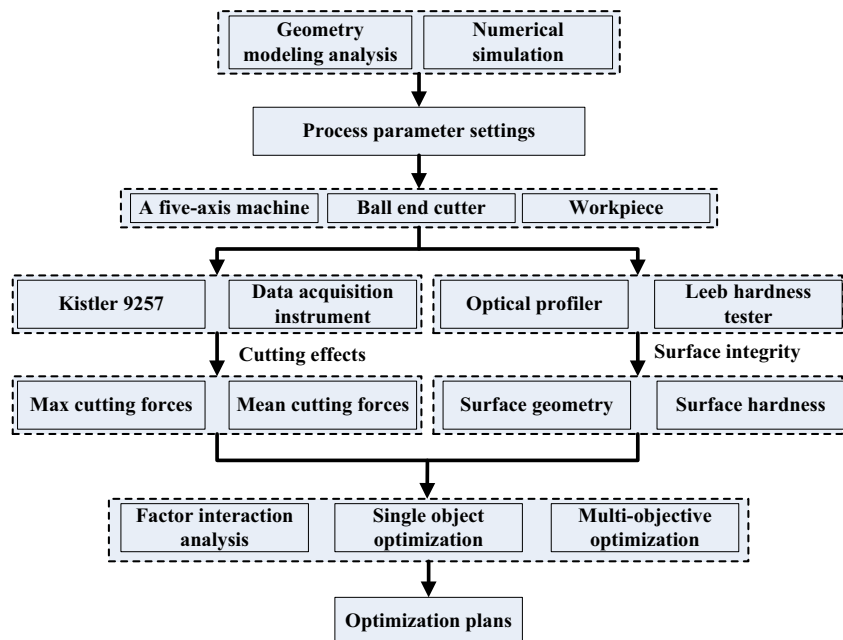 Geometry
modeling analysis
Numerical
simulation
Process parameter settings
A five-axis machine
Ball end cutter
Workpiece
Kistler 9257
Data acquisition
instrument
Optical profiler
Leeb hardness
tester
Cutting effects
Surface integrity
Max cutting forces
Mean cutting forces
Surface geometry
Surface hardness
Factor interaction
analysis
Single object
optimization
Multi-objective
optimization
Optimization plans